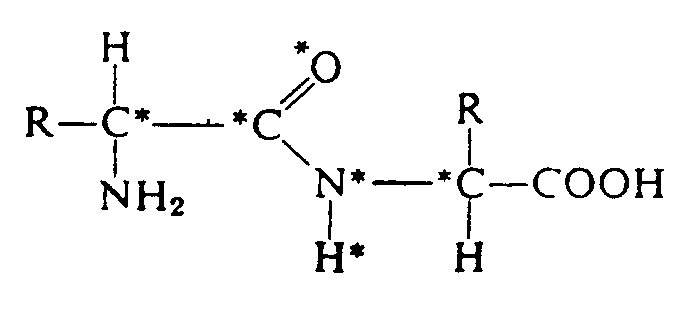 H
*O
R—C*—*C
R
NH₂
N*—*C—COOH
H*
H